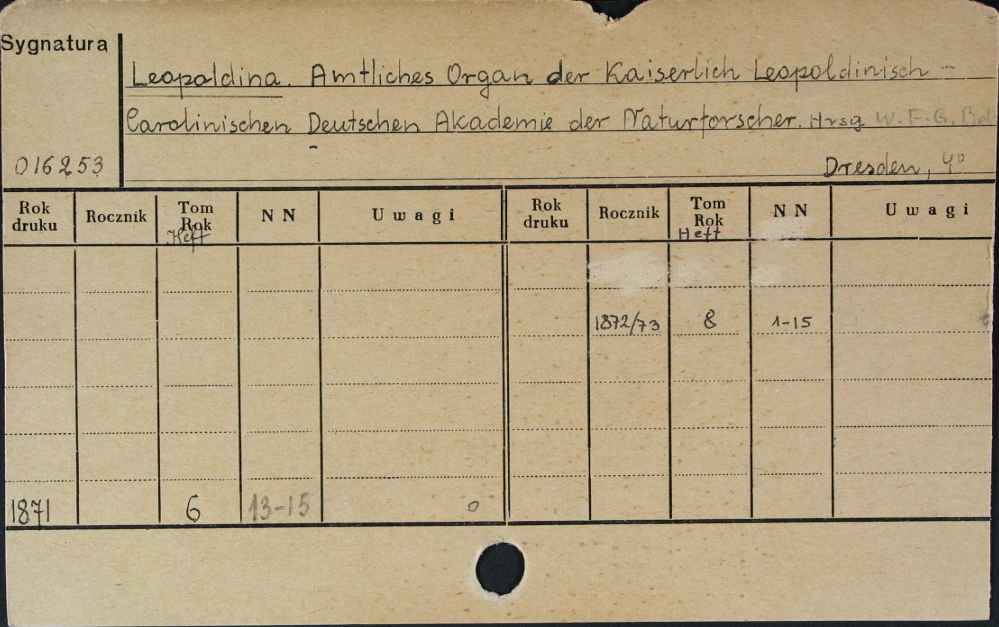 Sygnatura
Leopoldina. Amtliches Organ der Kaiserlich Leopoldinisch -
Carolinischen Deutschen Akademie der Naturforscher. Hrsg W. F. G.
016253
Dresden, 4°
Rok druku Rocznik Tom Rok Heft N N Uwagi Rok druku Rocznik Tom Rok Heft N N Uwagi
1872/73 8 1-15
1871 6 13-15 0